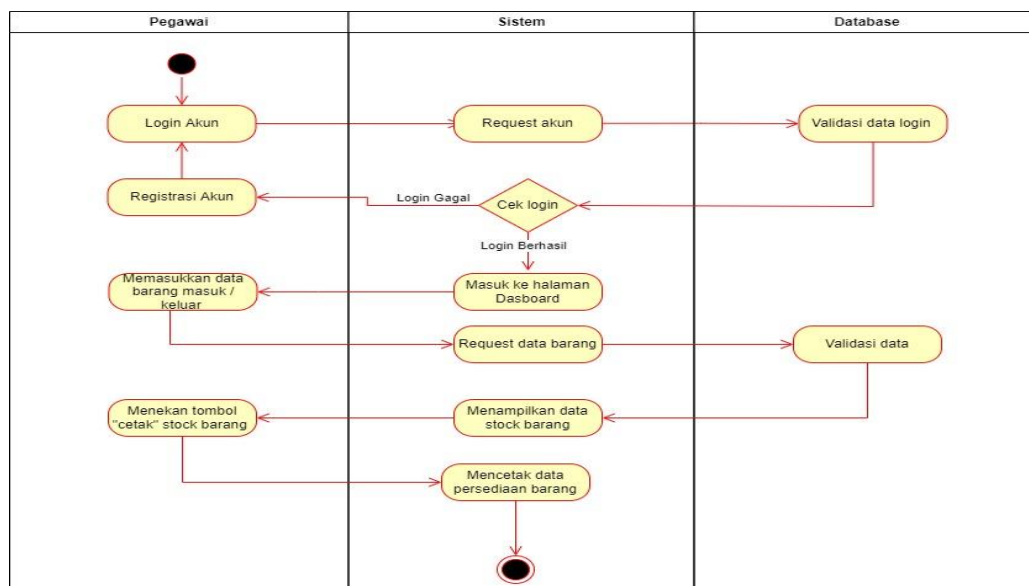 Pegawai
Sistem
Database
Login Akun
Request akun
Validasi data login
Registrasi Akun
Login Gagal
Cek login
Login Berhasil
Memasukkan data
barang masuk /
keluar
Masuk ke halaman
Dasboard
Request data barang
Validasi data
Menekan tombol
"cetak" stock barang
Menampilkan data
stock barang
Mencetak data
persediaan barang